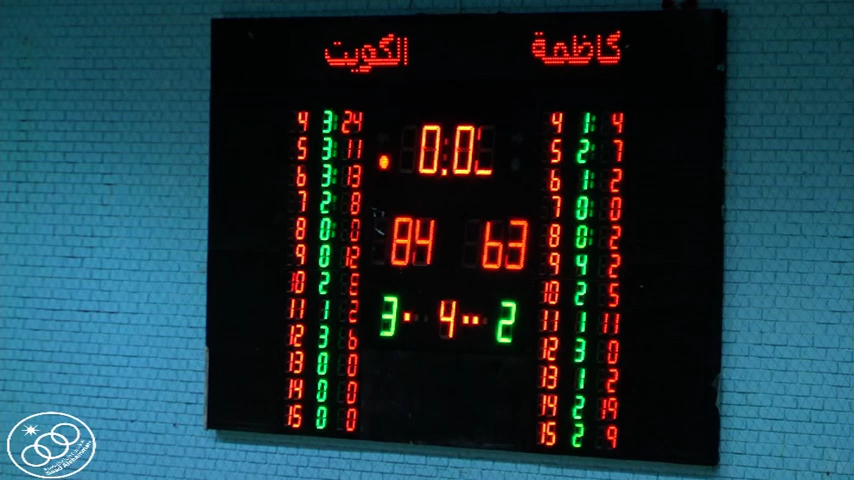 الكويت كاظمة
0:0
4 3 24 4 1 4
5 3 11 5 2 7
6 3 13 6 1 2
7 2 8 7 0 0
84 63
8 0 0 8 0 2
9 0 12 9 4 2
10 2 10 2 5
3 4 2
11 1 2 11 1 11
12 3 6 12 3 0
13 0 0 13 1 2
14 0 0 14 2 19
15 0 0 15 2 9